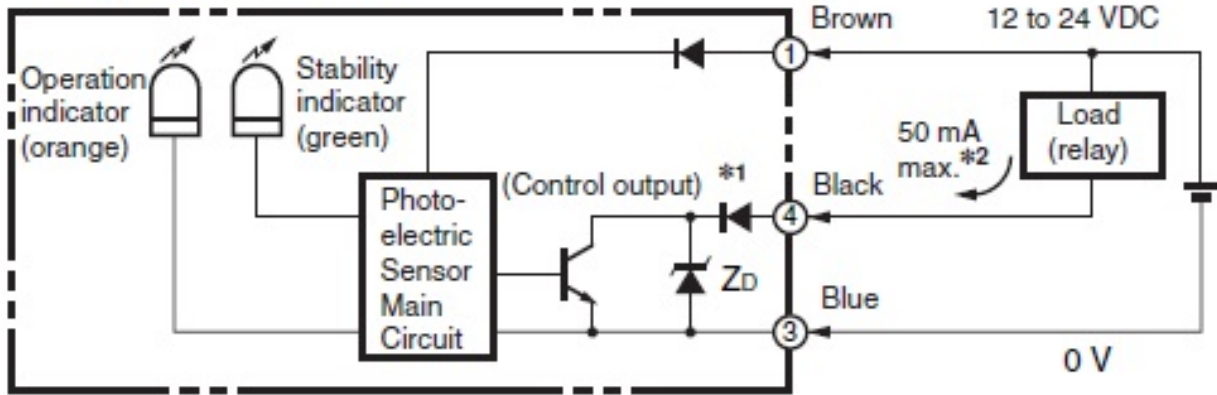 Brown
12 to 24 VDC
Operation
indicator
(orange)
Stability
indicator
(green)
1
Load
(relay)
50 mA
max.*2
(Control output)
*1
Black
4
Photo-
electric
Sensor
Main
Circuit
ZD
Blue
3
0 V